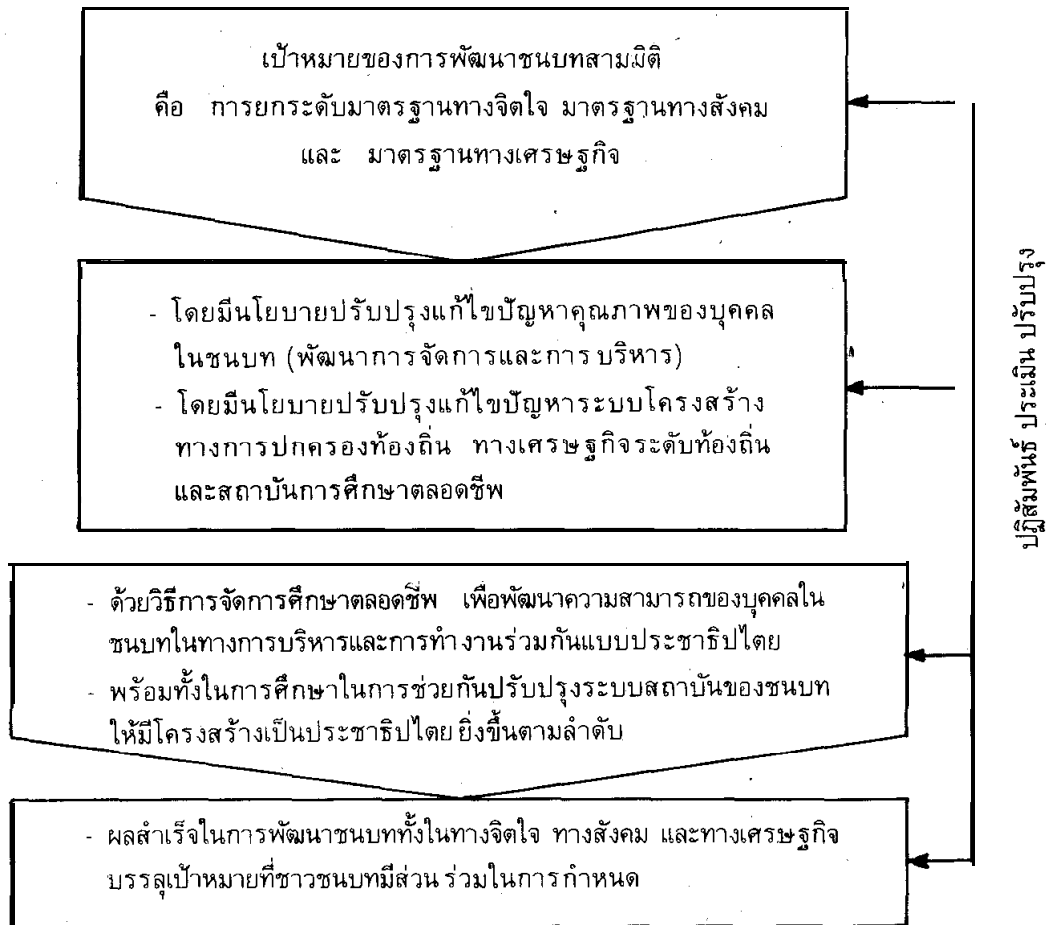 เป้าหมายของการพัฒนาชนบทสามมิติ
คือ การยกระดับมาตรฐานทางจิตใจ มาตรฐานทางสังคม
และ มาตรฐานทางเศรษฐกิจ
- โดยมีนโยบายปรับปรุงแก้ไขปัญหาคุณภาพของบุคคล
ในชนบท (พัฒนาการจัดการและการ บริหาร)
- โดยมีนโยบายปรับปรุงแก้ไขปัญหาระบบโครงสร้าง
ทางการปกครองท้องถิ่น ทางเศรษฐกิจระดับท้องถิ่น
และสถาบันการศึกษาตลอดชีพ
- ด้วยวิธีการจัดการศึกษาตลอดชีพ เพื่อพัฒนาความสามารถของบุคคลใน
ชนบทในทางการบริหารและการทำงานร่วมกันแบบประชาธิปไตย
- พร้อมทั้งในการศึกษาในการช่วยกันปรับปรุงระบบสถาบันของชนบท
ให้มีโครงสร้างเป็นประชาธิปไตย ยิ่งขึ้นตามลำดับ
- ผลสำเร็จในการพัฒนาชนบททั้งในทางจิตใจ ทางสังคม และทางเศรษฐกิจ
บรรลุเป้าหมายที่ชาวชนบทมีส่วน ร่วมในการกำหนด
ปฏิสัมพันธ์ ประเมิน ปรับปรุง